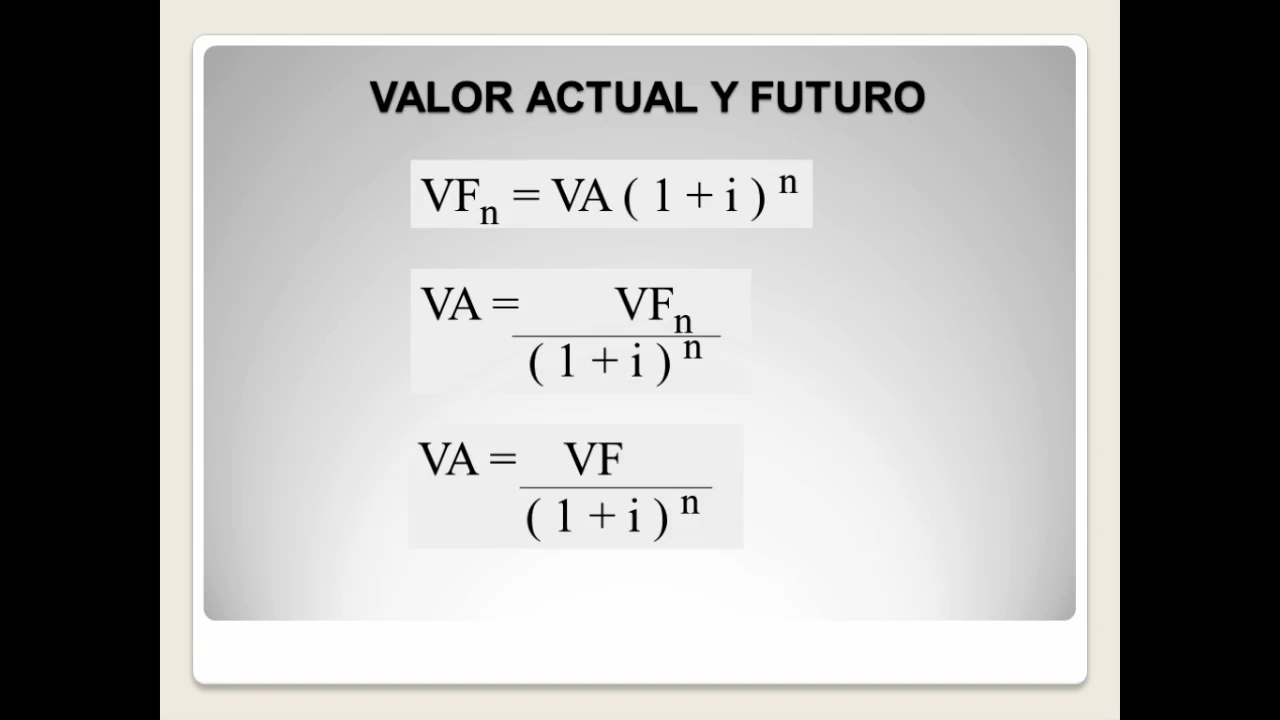 VALOR ACTUAL Y FUTURO
VFn = VA ( 1 + i ) n
VA = VFn
( 1 + i ) n
VA = VF
( 1 + i ) n